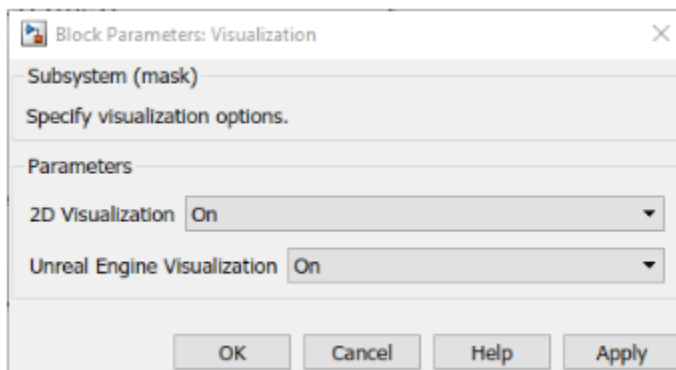 Block Parameters: Visualization
Subsystem (mask)
Specify visualization options.
Parameters
2D Visualization On
Unreal Engine Visualization On
OK Cancel Help Apply